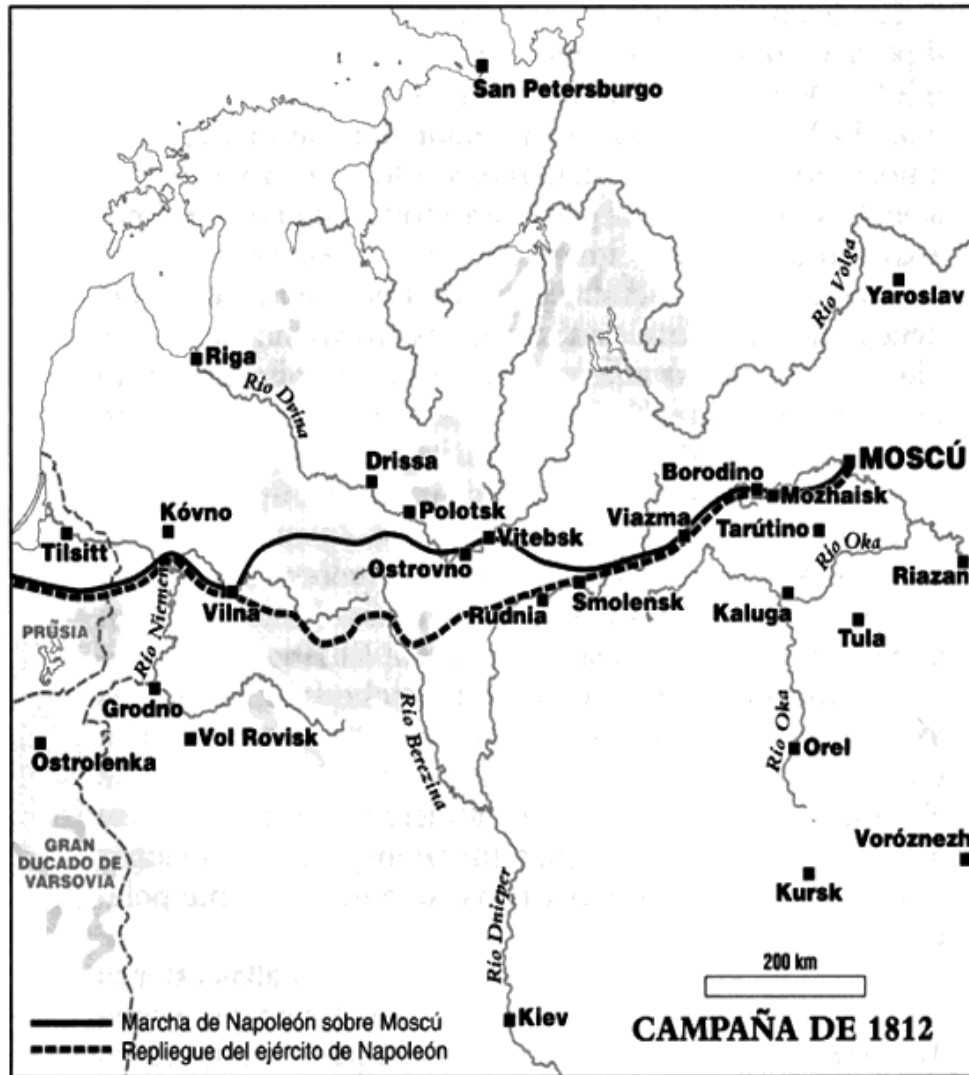 San Petersburgo
Río Volga
Yaroslav
Riga
Río Dvina
Drissa
Borodino
MOSCÚ
Mozhaisk
Kóvno
Polotsk
Viazma
Tarútino
Tilsitt
Vitebsk
Ostrovno
Río Oka
Riazan
Vilna
Rudnia
Smolensk
Kaluga
PRUSIA
Río Niemen
Tula
Grodno
Vol Rovisk
Río Berezina
Río Oka
Orel
Ostrolenka
GRAN
DUCADO DE
VARSOVIA
Voróznezh
Kursk
Río Dnieper
200 km
Kiev
Marcha de Napoleón sobre Moscú
Repliegue del ejército de Napoleón
CAMPAÑA DE 1812